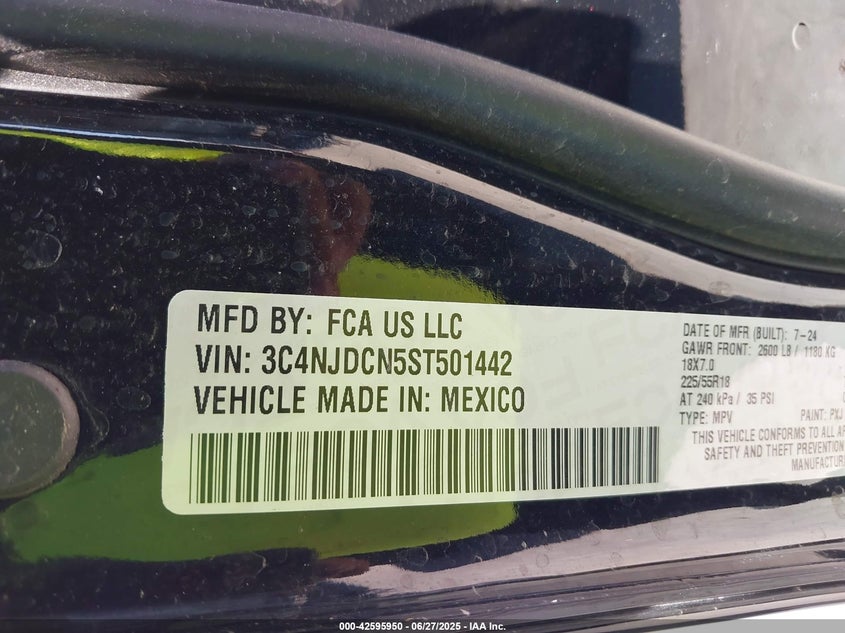 MFD BY: FCA US LLC
VIN: 3C4NJDCN5ST501442
VEHICLE MADE IN: MEXICO
DATE OF MFR (BUILT): 7-24
GAWR FRONT: 2600 LB / 1180 KG
18X7.0
225/55R18
AT 240 kPa / 35 PSI
TYPE: MPV PAINT: PXJ
THIS VEHICLE CONFORMS TO ALL
SAFETY AND THEFT PREVENTION
000-42595950 / 06/27/2025 - IAA Inc.